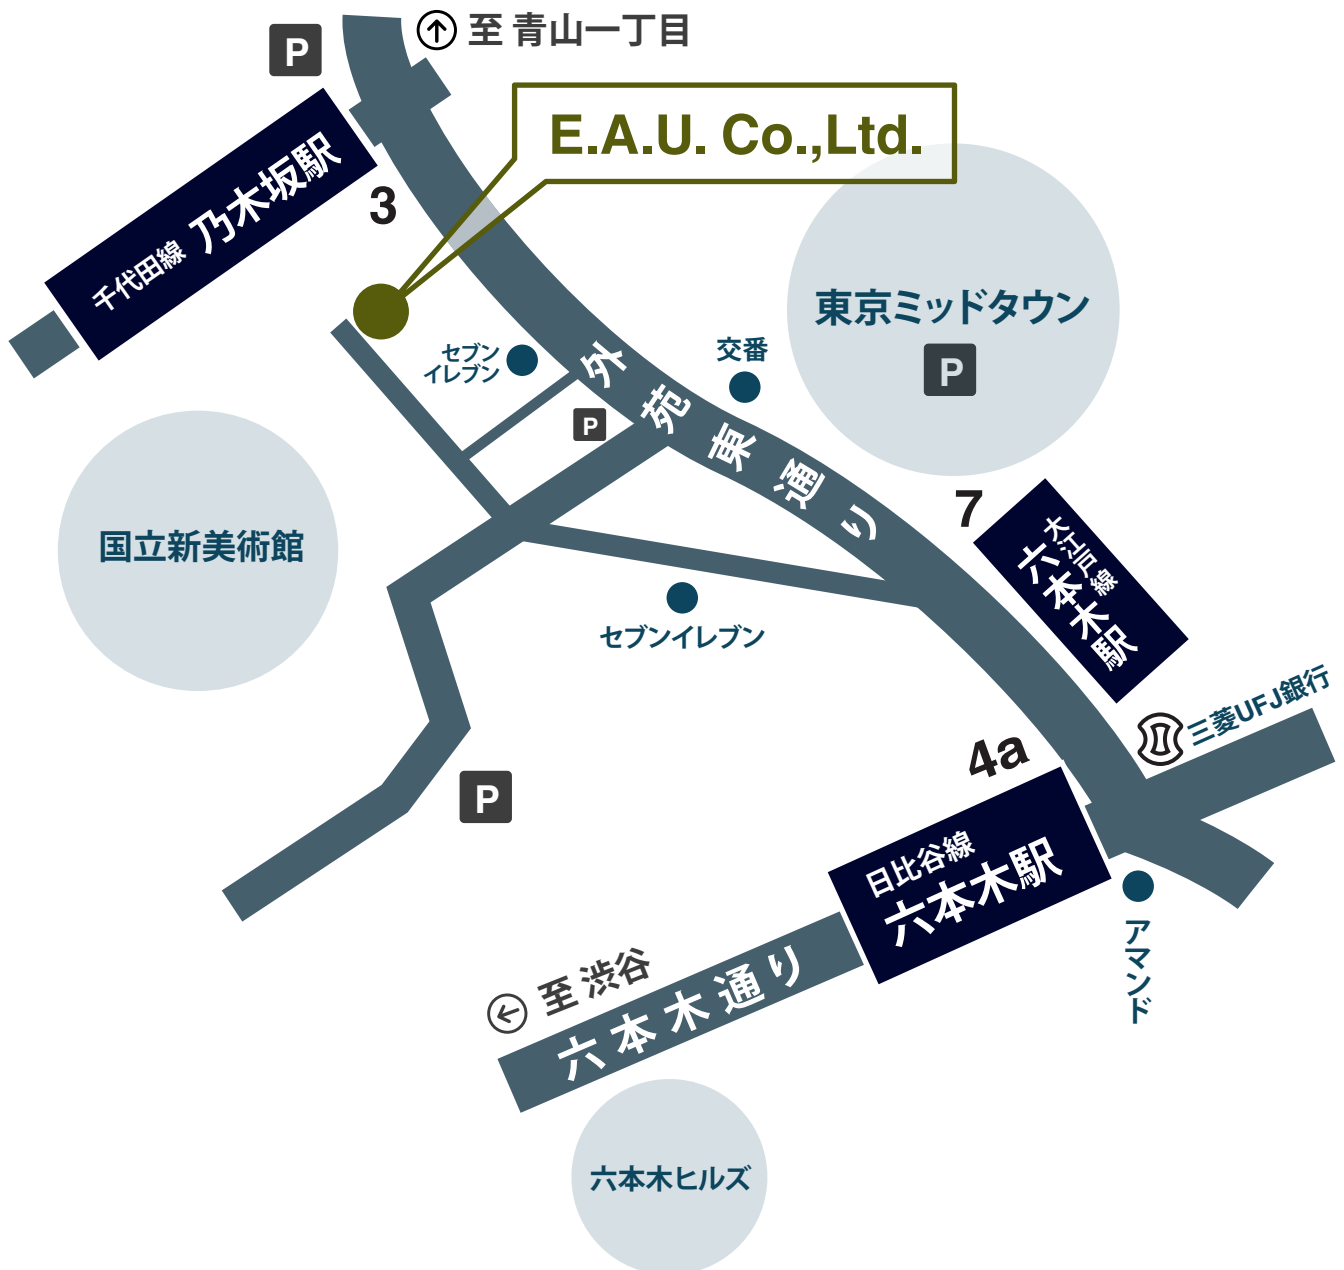 P
至 青山一丁目
E.A.U. Co.,Ltd.
千代田線 乃木坂駅
3
東京ミッドタウン
P
交番
セブン
イレブン
P
外苑東通り
国立新美術館
7
大江戸線
六本木駅
セブンイレブン
三菱UFJ銀行
4a
P
日比谷線
六本木駅
アマンド
至 渋谷
六本木通り
六本木ヒルズ